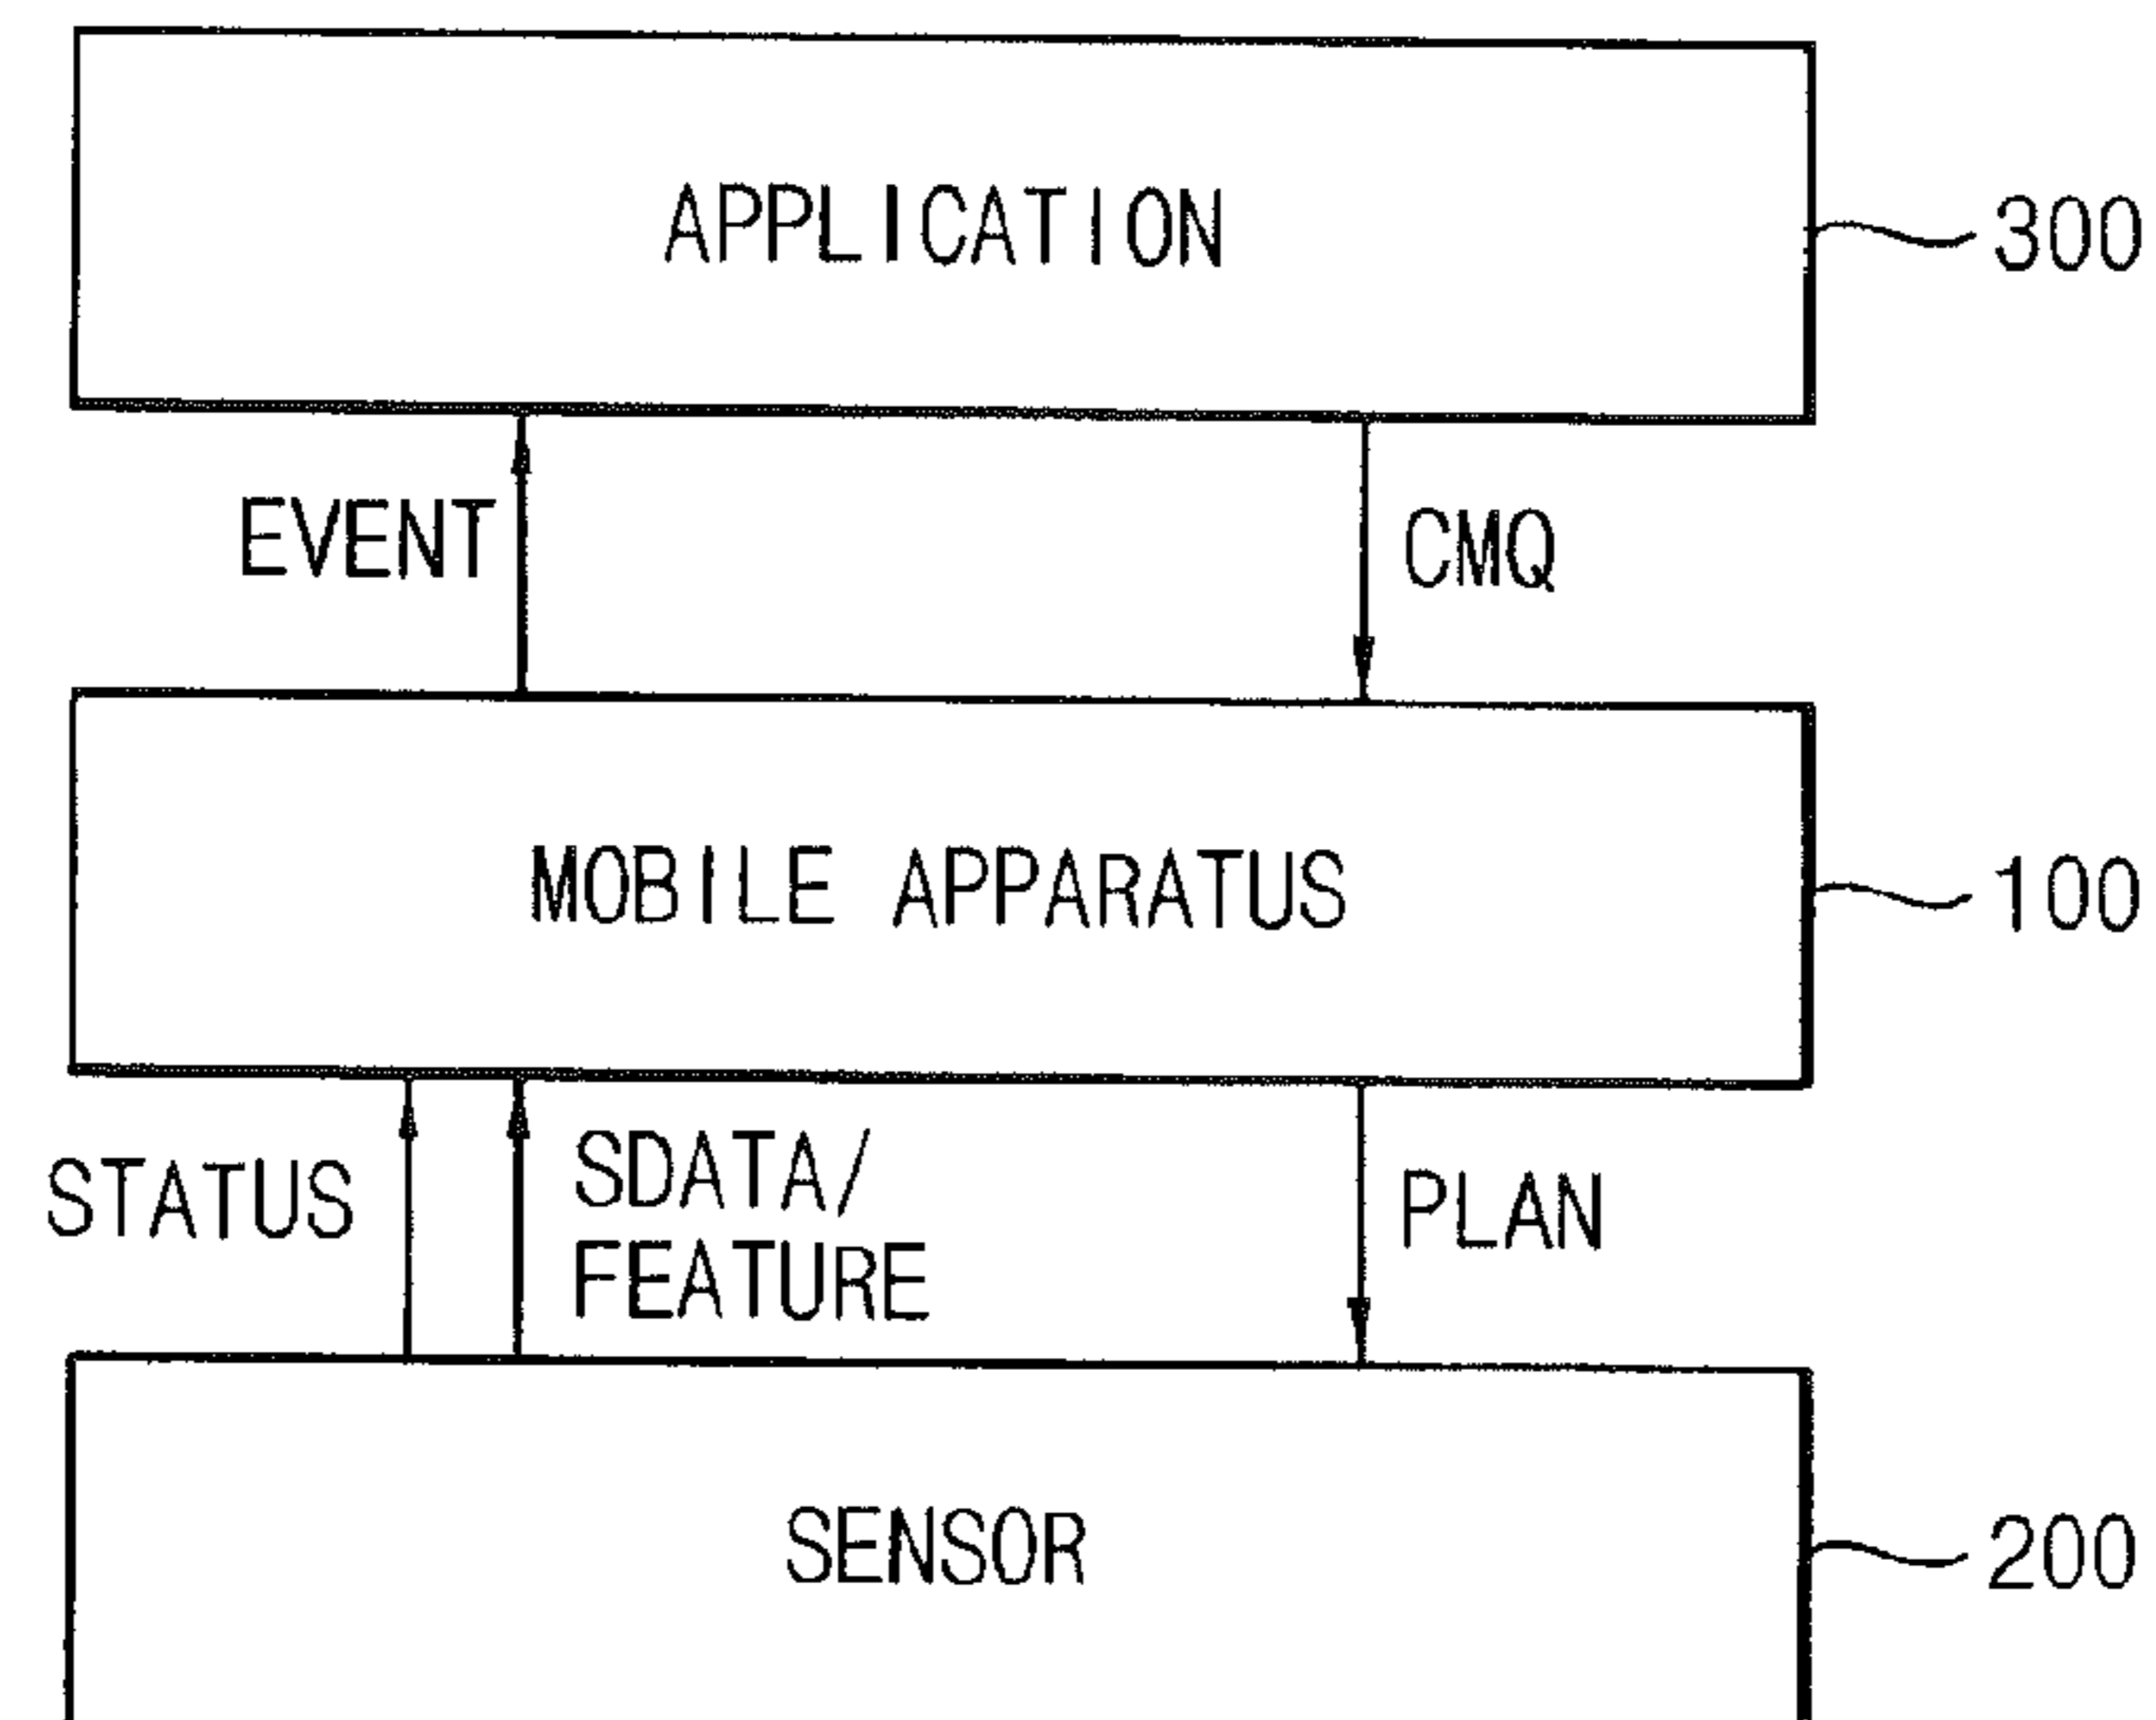 APPLICATION
300
EVENT
CMQ
MOBILE APPARATUS
100
STATUS
SDATA/
FEATURE
PLAN
SENSOR
200